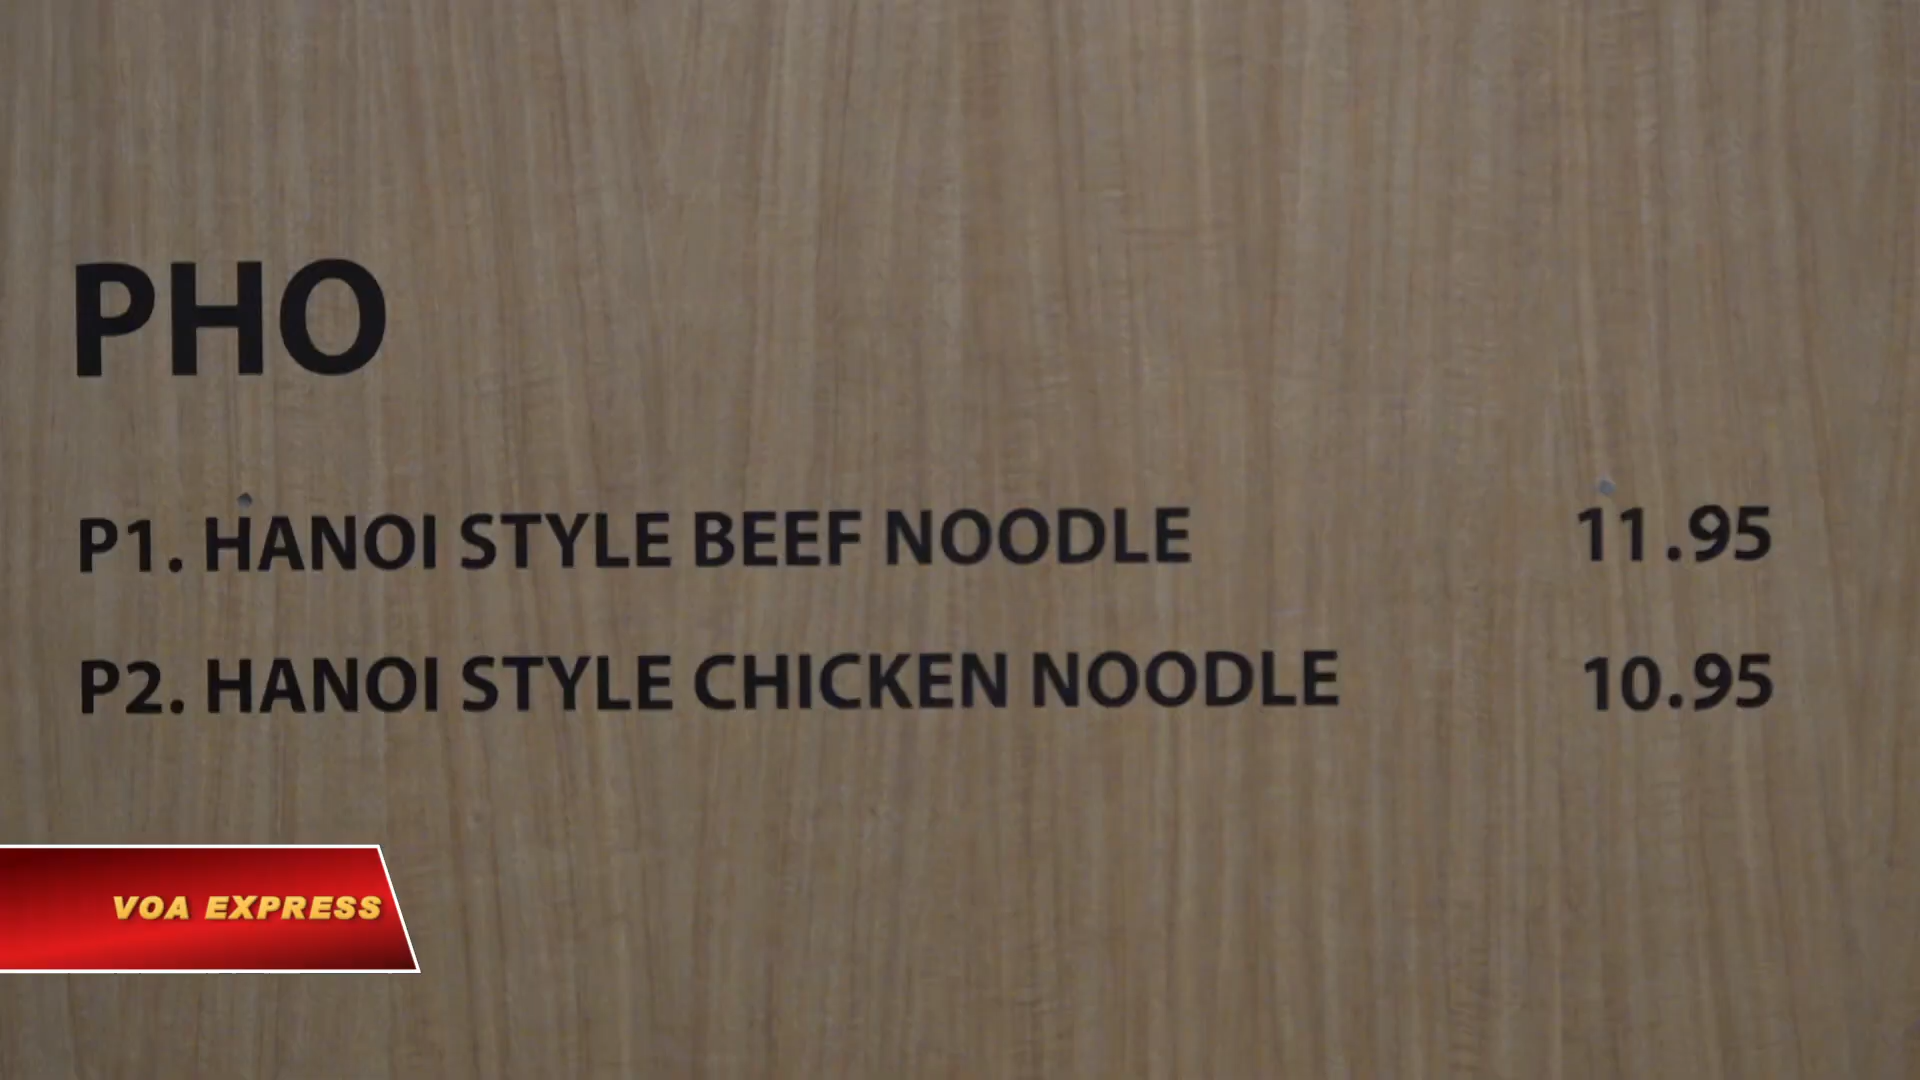 PHO
P1. HANOI STYLE BEEF NOODLE 11.95
P2. HANOI STYLE CHICKEN NOODLE 10.95
VOA EXPRESS